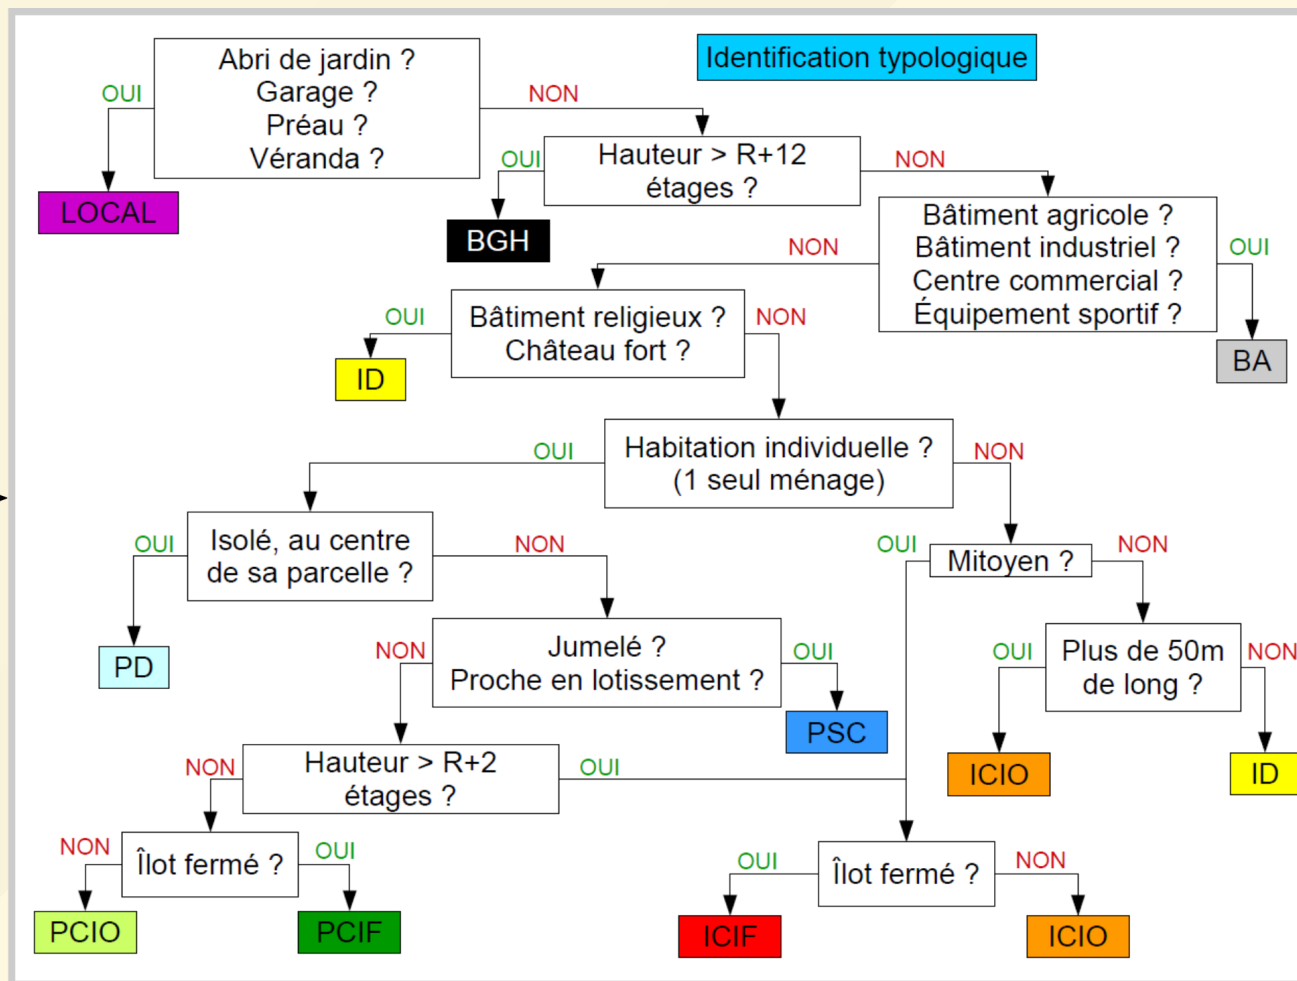 Identification typologique
Abri de jardin ?
Garage ?
Préau ?
Véranda ?
OUI
NON
LOCAL
Hauteur > R+12
étages ?
OUI
NON
BGH
Bâtiment agricole ?
Bâtiment industriel ?
Centre commercial ?
Équipement sportif ?
NON
OUI
BA
Bâtiment religieux ?
Château fort ?
OUI
NON
ID
Habitation individuelle ?
(1 seul ménage)
OUI
NON
Isolé, au centre
de sa parcelle ?
OUI
NON
PD
Mitoyen ?
OUI
NON
Jumelé ?
Proche en lotissement ?
NON
OUI
PSC
Plus de 50m
de long ?
OUI
NON
ICIO
ID
Hauteur > R+2
étages ?
NON
OUI
Îlot fermé ?
NON
OUI
PCIO
PCIF
Îlot fermé ?
OUI
NON
ICIF
ICIO